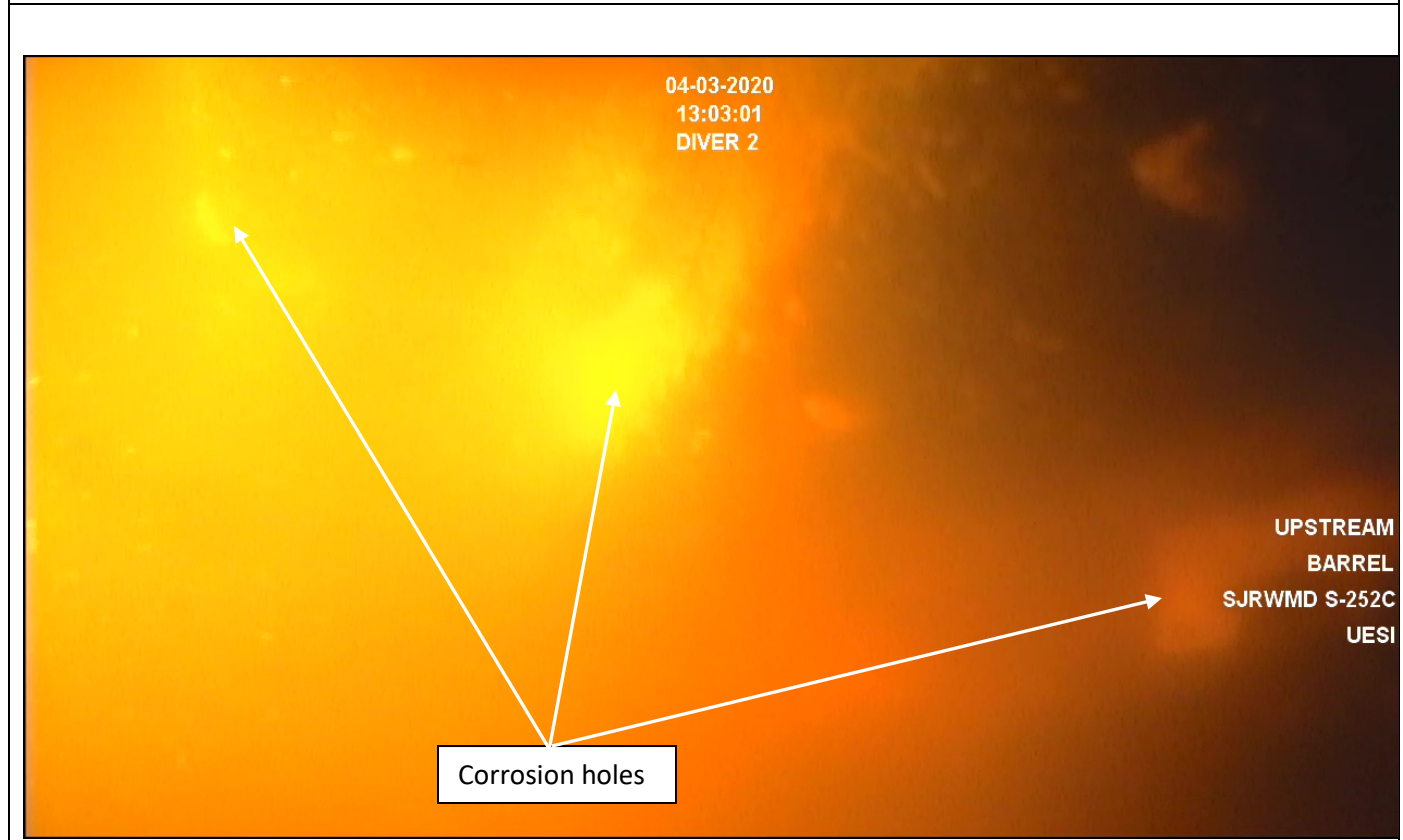 04-03-2020
13:03:01
DIVER 2
UPSTREAM
BARREL
SJRWMD S-252C
UESI
Corrosion holes